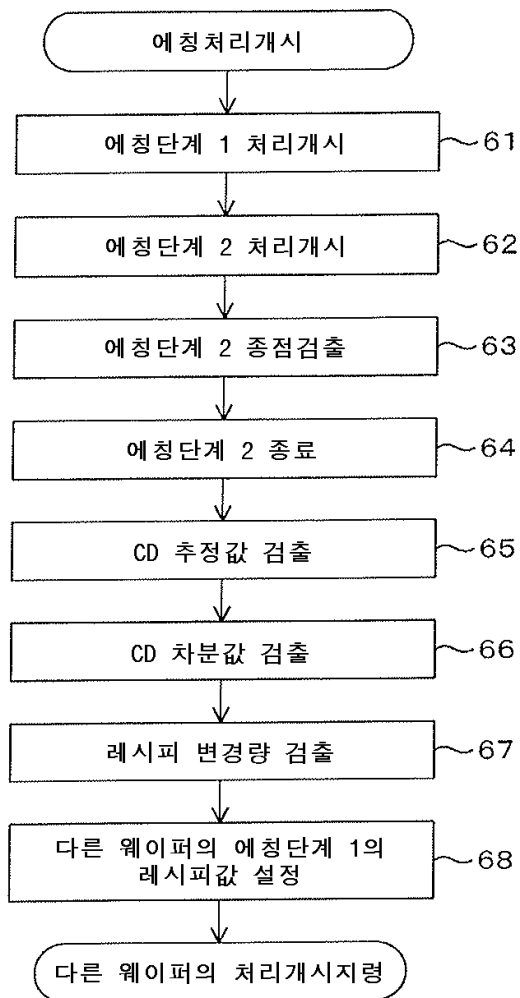 에칭처리개시
에칭단계 1 처리개시
61
에칭단계 2 처리개시
62
에칭단계 2 종점검출
63
에칭단계 2 종료
64
CD 추정값 검출
65
CD 차분값 검출
66
레시피 변경량 검출
67
다른 웨이퍼의 에칭단계 1의
레시피값 설정
68
다른 웨이퍼의 처리개시지령